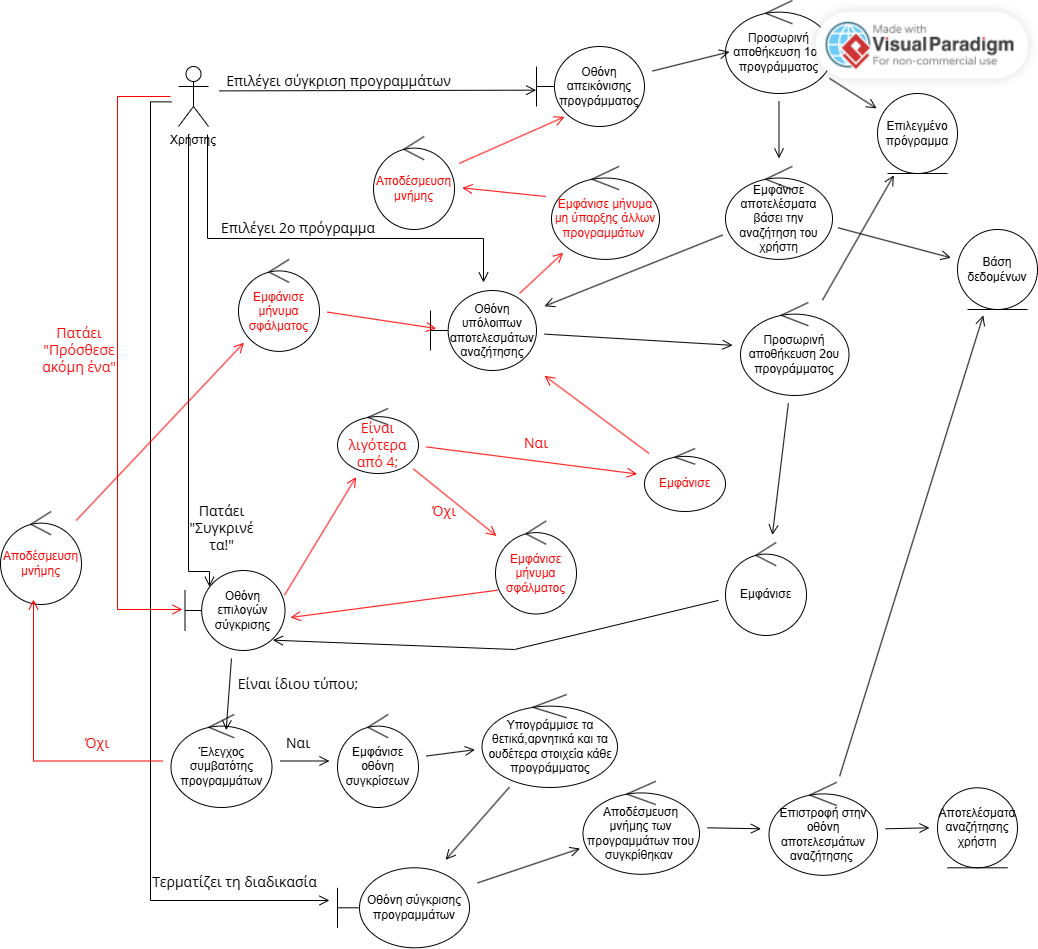 Made with
Visual Paradigm
For non-commercial use
Προσωρινή
αποθήκευση 1ου
προγράμματος
Οθόνη
απεικόνισης
προγράμματος
Επιλέγει σύγκριση προγραμμάτων
Χρήστης
Επιλεγμένο
πρόγραμμα
Αποδέσμευση
μνήμης
Εμφάνισε μήνυμα
μη ύπαρξης άλλων
προγραμμάτων
Εμφάνισε
αποτελέσματα
βάσει την
αναζήτηση του
χρήστη
Επιλέγει 2ο πρόγραμμα
Βάση
δεδομένων
Εμφάνισε
μήνυμα
σφάλματος
Οθόνη
υπόλοιπων
αποτελεσμάτων
αναζήτησης
Προσωρινή
αποθήκευση 2ου
προγράμματος
Πατάει
"Πρόσθεσε
ακόμη ένα"
Είναι
λιγότερα
από 4;
Ναι
Εμφάνισε
Όχι
Πατάει
"Συγκρινέ
τα!"
Αποδέσμευση
μνήμης
Εμφάνισε
μήνυμα
σφάλματος
Εμφάνισε
Οθόνη
επιλογών
σύγκρισης
Είναι ίδιου τύπου;
Όχι
Έλεγχος
συμβατότης
προγραμμάτων
Ναι
Εμφάνισε
οθόνη
συγκρίσεων
Υπογράμμισε τα
θετικά,αρνητικά και τα
ουδέτερα στοιχεία κάθε
προγράμματος
Αποδέσμευση
μνήμης των
προγραμμάτων που
συγκρίθηκαν
Επιστροφή στην
οθόνη
αποτελεσμάτων
αναζήτησης
Αποτελέσματα
αναζήτησης
χρήστη
Τερματίζει τη διαδικασία
Οθόνη σύγκρισης
προγραμμάτων